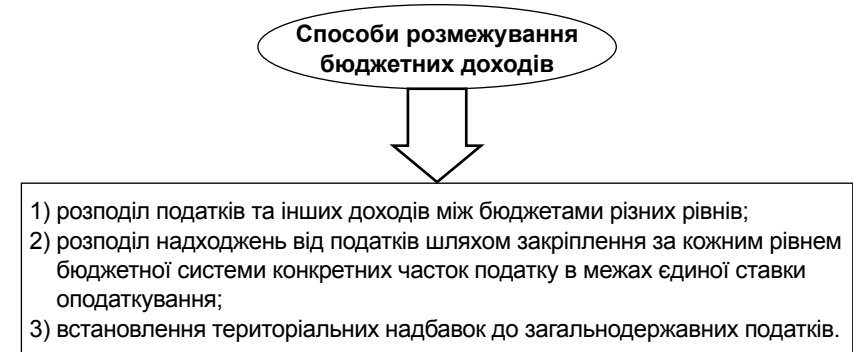 Способи розмежування
бюджетних доходів
1) розподіл податків та інших доходів між бюджетами різних рівнів;
2) розподіл надходжень від податків шляхом закріплення за кожним рівнем
бюджетної системи конкретних часток податку в межах єдиної ставки
оподаткування;
3) встановлення територіальних надбавок до загальнодержавних податків.